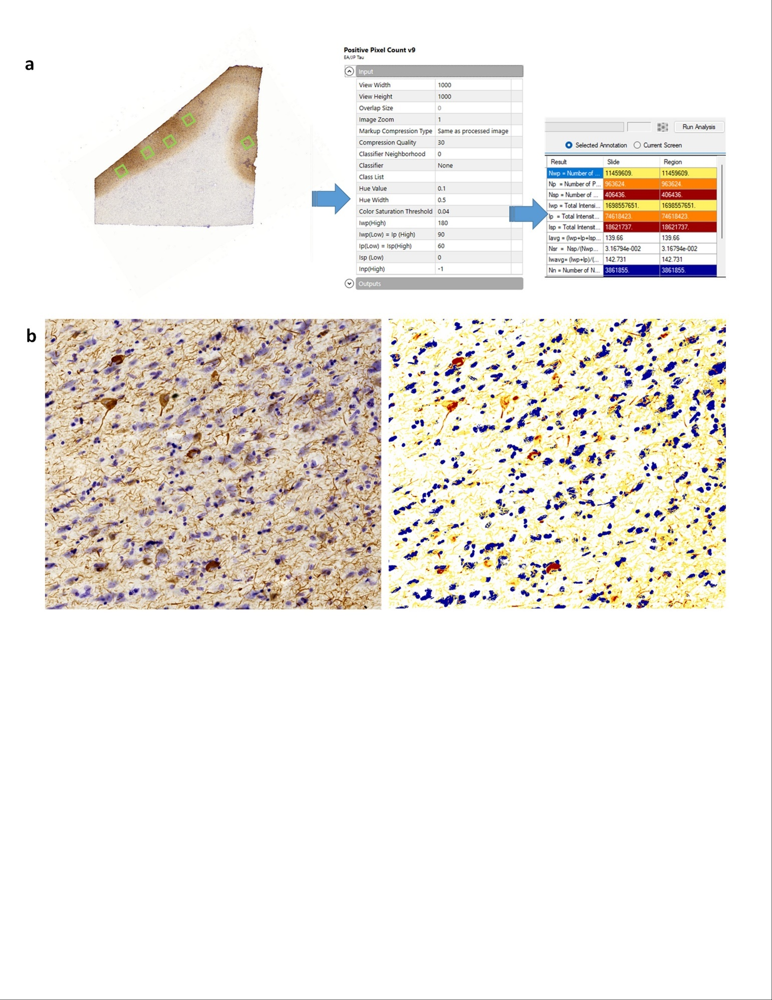 a
Positive Pixel Count v9
EA/JP Tau
Input
View Width 1000
View Height 1000
Overlap Size 0
Image Zoom 1
Markup Compression Type Same as processed image
Compression Quality 30
Classifier Neighborhood 0
Classifier None
Class List
Hue Value 0.1
Hue Width 0.5
Color Saturation Threshold 0.04
Iwp(High) 180
Iwp(Low) = Ip (High) 90
Ip(Low) = Isp(High) 60
Isp (Low) 0
Inp(High) -1
Outputs
Run Analysis
Selected Annotation Current Screen
Result Slide Region
Nwp = Number of ... 11459609. 11459609.
Np = Number of P... 963624. 963624.
Nsp = Number of ... 406436. 406436.
Iwp = Total Intensi... 1698557651. 1698557651.
Ip = Total Intensit... 74618423. 74618423.
Isp = Total Intensit... 18621737. 18621737.
Iavg = (Iwp+Ip+Isp... 139.66 139.66
Nsr = Nsp/(Nwp... 3.16794e-002 3.16794e-002
Iwavg= (Iwp+Ip)/(... 142.731 142.731
Nn = Number of N... 3861855. 3861855.
b